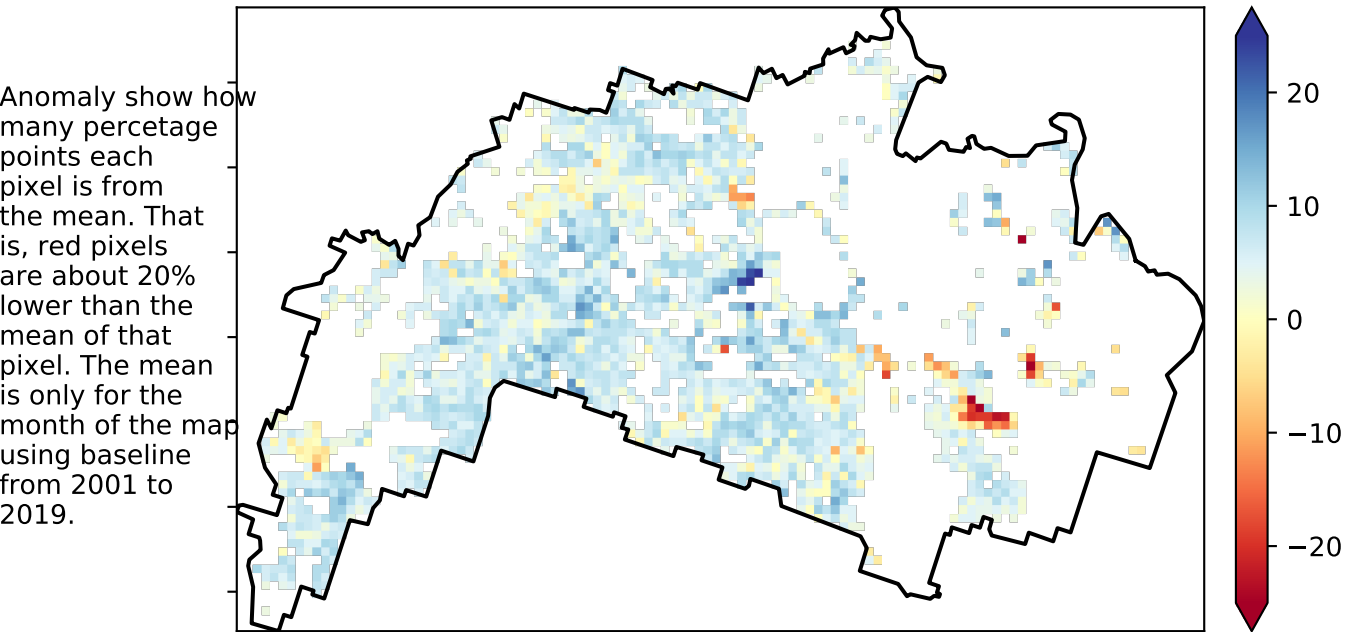 Anomaly show how
many percetage
points each
pixel is from
the mean. That
is, red pixels
are about 20%
lower than the
mean of that
pixel. The mean
is only for the
month of the map
using baseline
from 2001 to
2019.
20
10
0
−10
−20